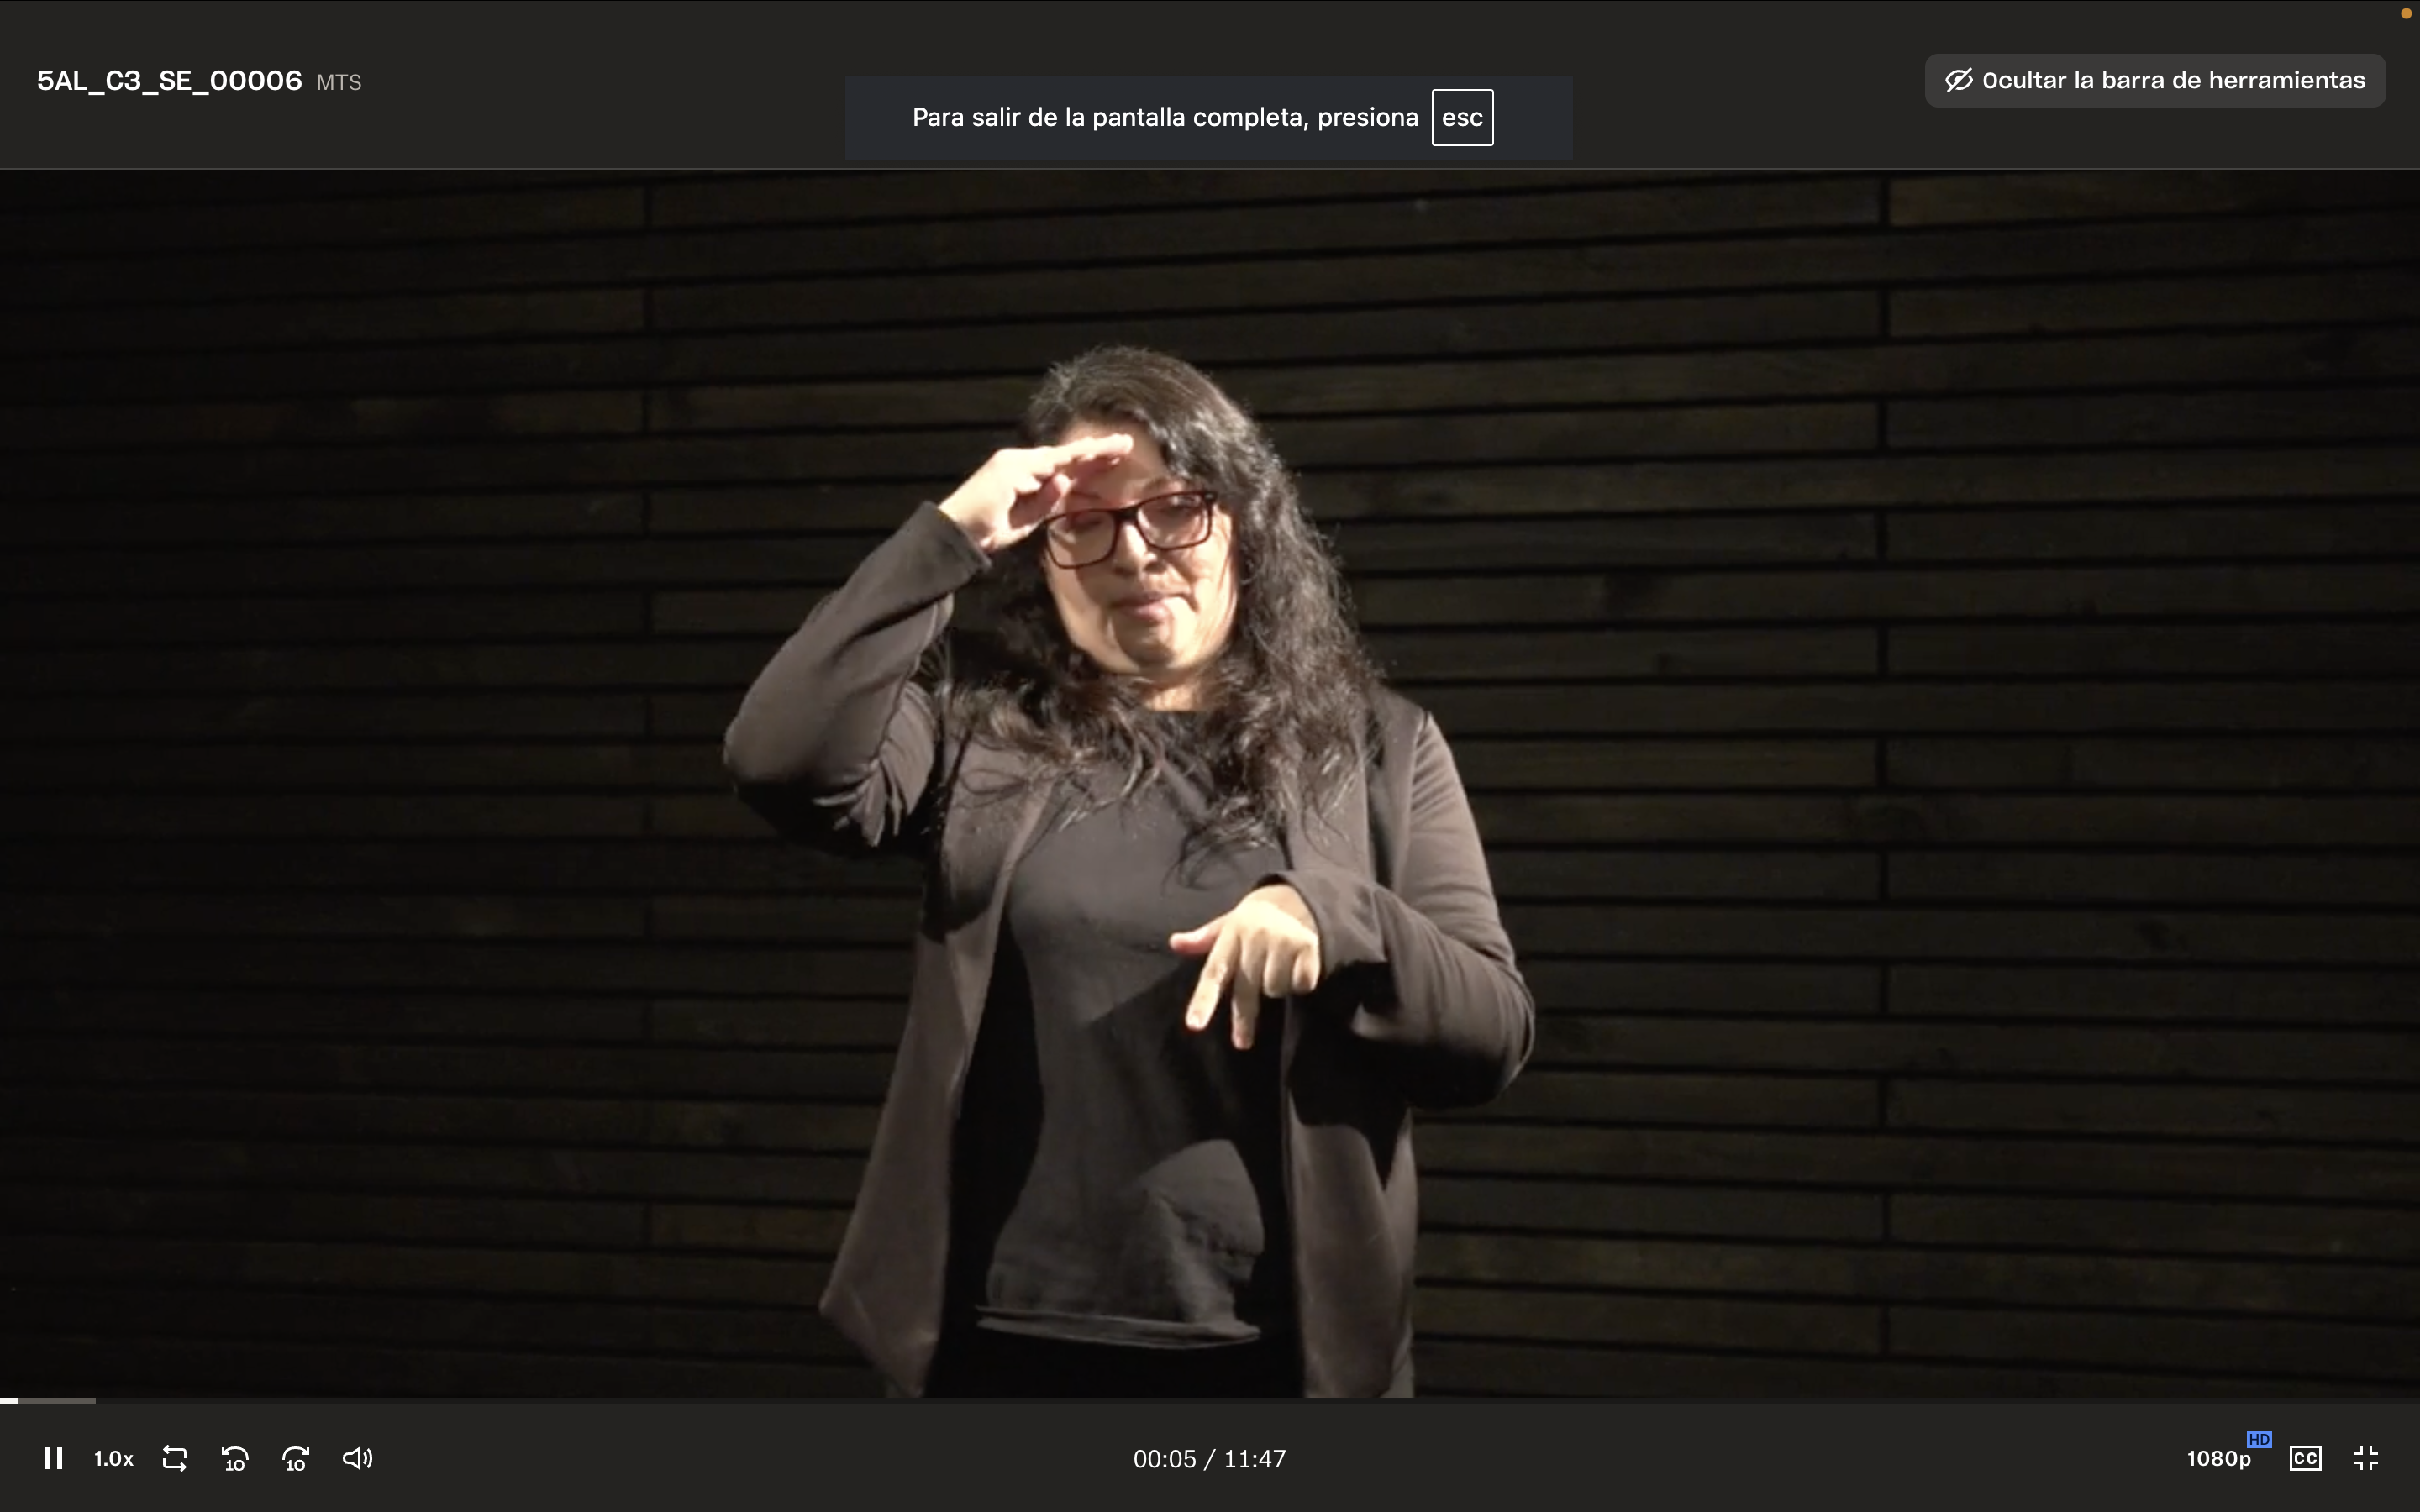 5AL_C3_SE_00006 MTS
Ocultar la barra de herramientas
Para salir de la pantalla completa, presiona esc
1.0x
10
10
00:05 / 11:47
1080p HD
CC